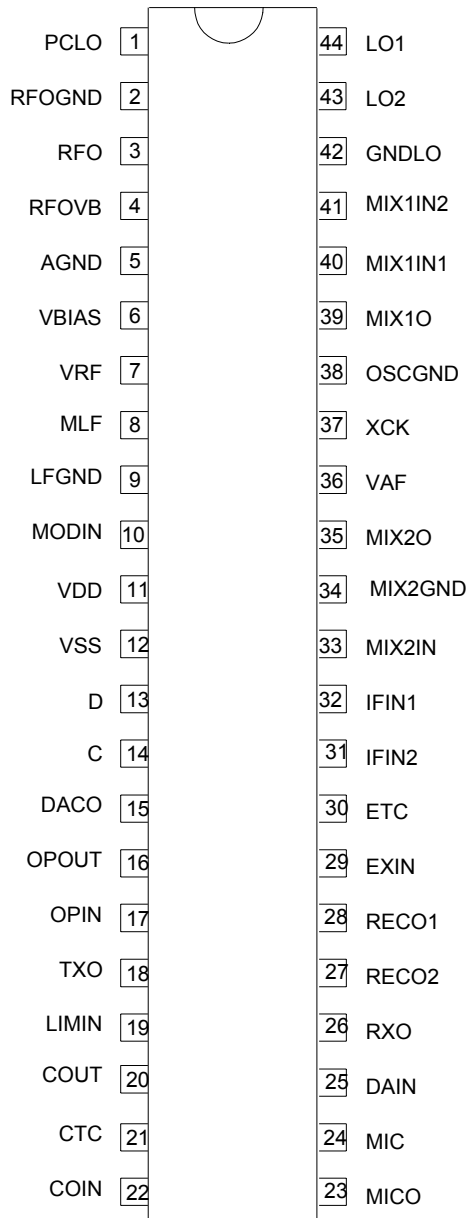 PCLO 1 44 LO1
RFOGND 2 43 LO2
RFO 3 42 GNDLO
RFOVB 4 41 MIX1IN2
AGND 5 40 MIX1IN1
VBIAS 6 39 MIX1O
VRF 7 38 OSCGND
MLF 8 37 XCK
LFGND 9 36 VAF
MODIN 10 35 MIX2O
VDD 11 34 MIX2GND
VSS 12 33 MIX2IN
D 13 32 IFIN1
C 14 31 IFIN2
DACO 15 30 ETC
OPOUT 16 29 EXIN
OPIN 17 28 RECO1
TXO 18 27 RECO2
LIMIN 19 26 RXO
COUT 20 25 DAIN
CTC 21 24 MIC
COIN 22 23 MICO